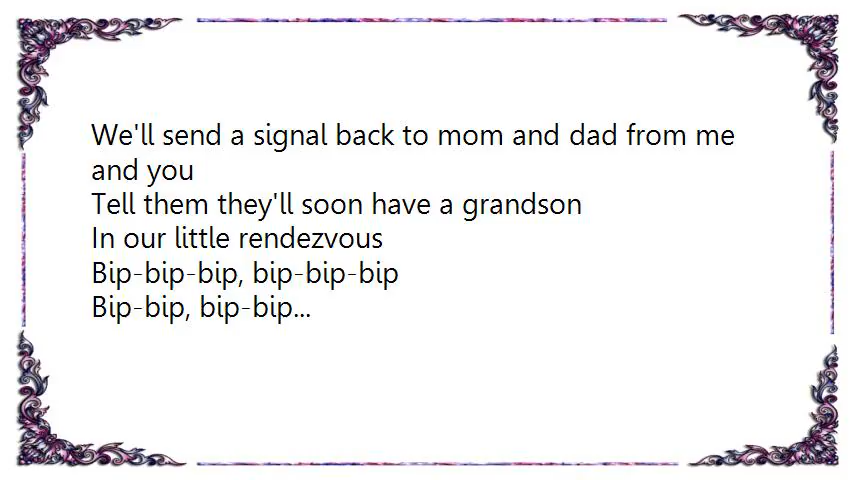 We'll send a signal back to mom and dad from me
and you
Tell them they'll soon have a grandson
In our little rendezvous
Bip-bip-bip, bip-bip-bip
Bip-bip, bip-bip...